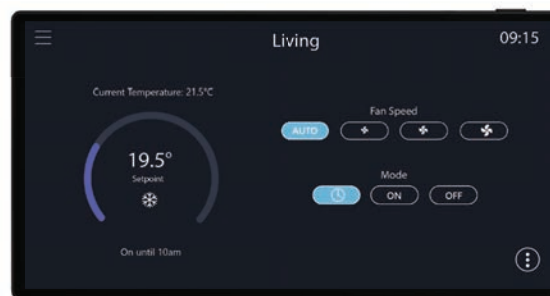 Living
09:15
Current Temperature: 21.5°C
19.5°
Setpoint
On until 10am
Fan Speed
AUTO
Mode
ON
OFF